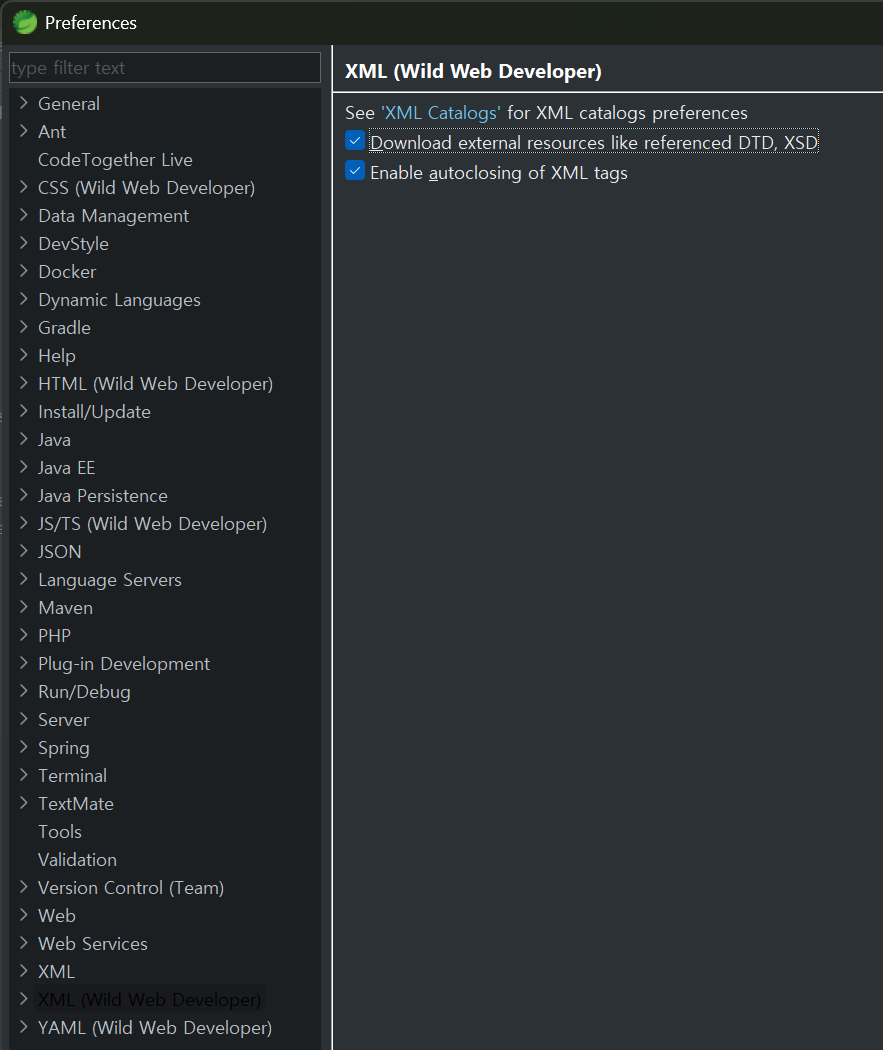 Preferences
type filter text
General
Ant
CodeTogether Live
CSS (Wild Web Developer)
Data Management
DevStyle
Docker
Dynamic Languages
Gradle
Help
HTML (Wild Web Developer)
Install/Update
Java
Java EE
Java Persistence
JS/TS (Wild Web Developer)
JSON
Language Servers
Maven
PHP
Plug-in Development
Run/Debug
Server
Spring
Terminal
TextMate
Tools
Validation
Version Control (Team)
Web
Web Services
XML
XML (Wild Web Developer)
YAML (Wild Web Developer)
XML (Wild Web Developer)
See 'XML Catalogs' for XML catalogs preferences
Download external resources like referenced DTD, XSD
Enable autoclosing of XML tags